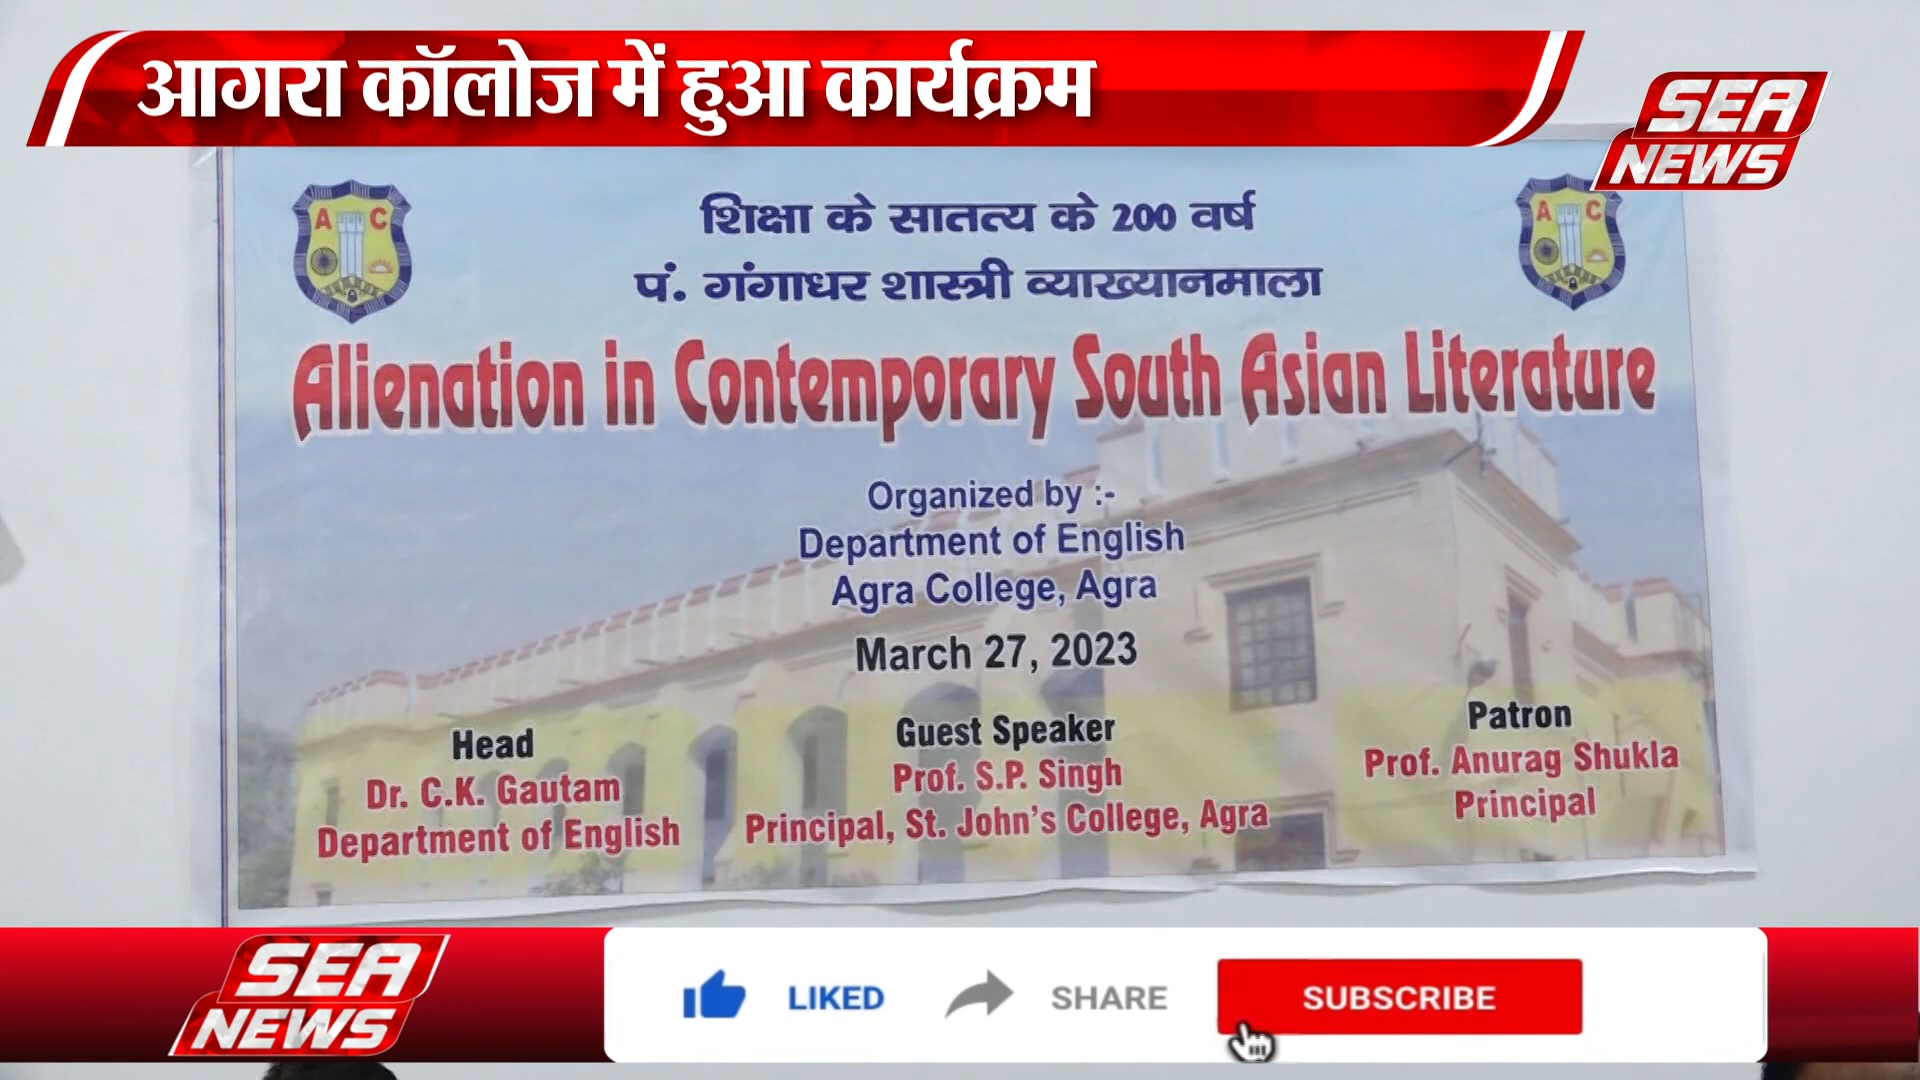 आगरा कॉलोज में हुआ कार्यक्रम
SEA
NEWS
A C
A C
शिक्षा के सातत्य के 200 वर्ष
पं. गंगाधर शास्त्री व्याख्यानमाला
Alienation in Contemporary South Asian Literature
Organized by :-
Department of English
Agra College, Agra
March 27, 2023
Head
Dr. C.K. Gautam
Department of English
Guest Speaker
Prof. S.P. Singh
Principal, St. John's College, Agra
Patron
Prof. Anurag Shukla
Principal
SEA
NEWS
LIKED
SHARE
SUBSCRIBE